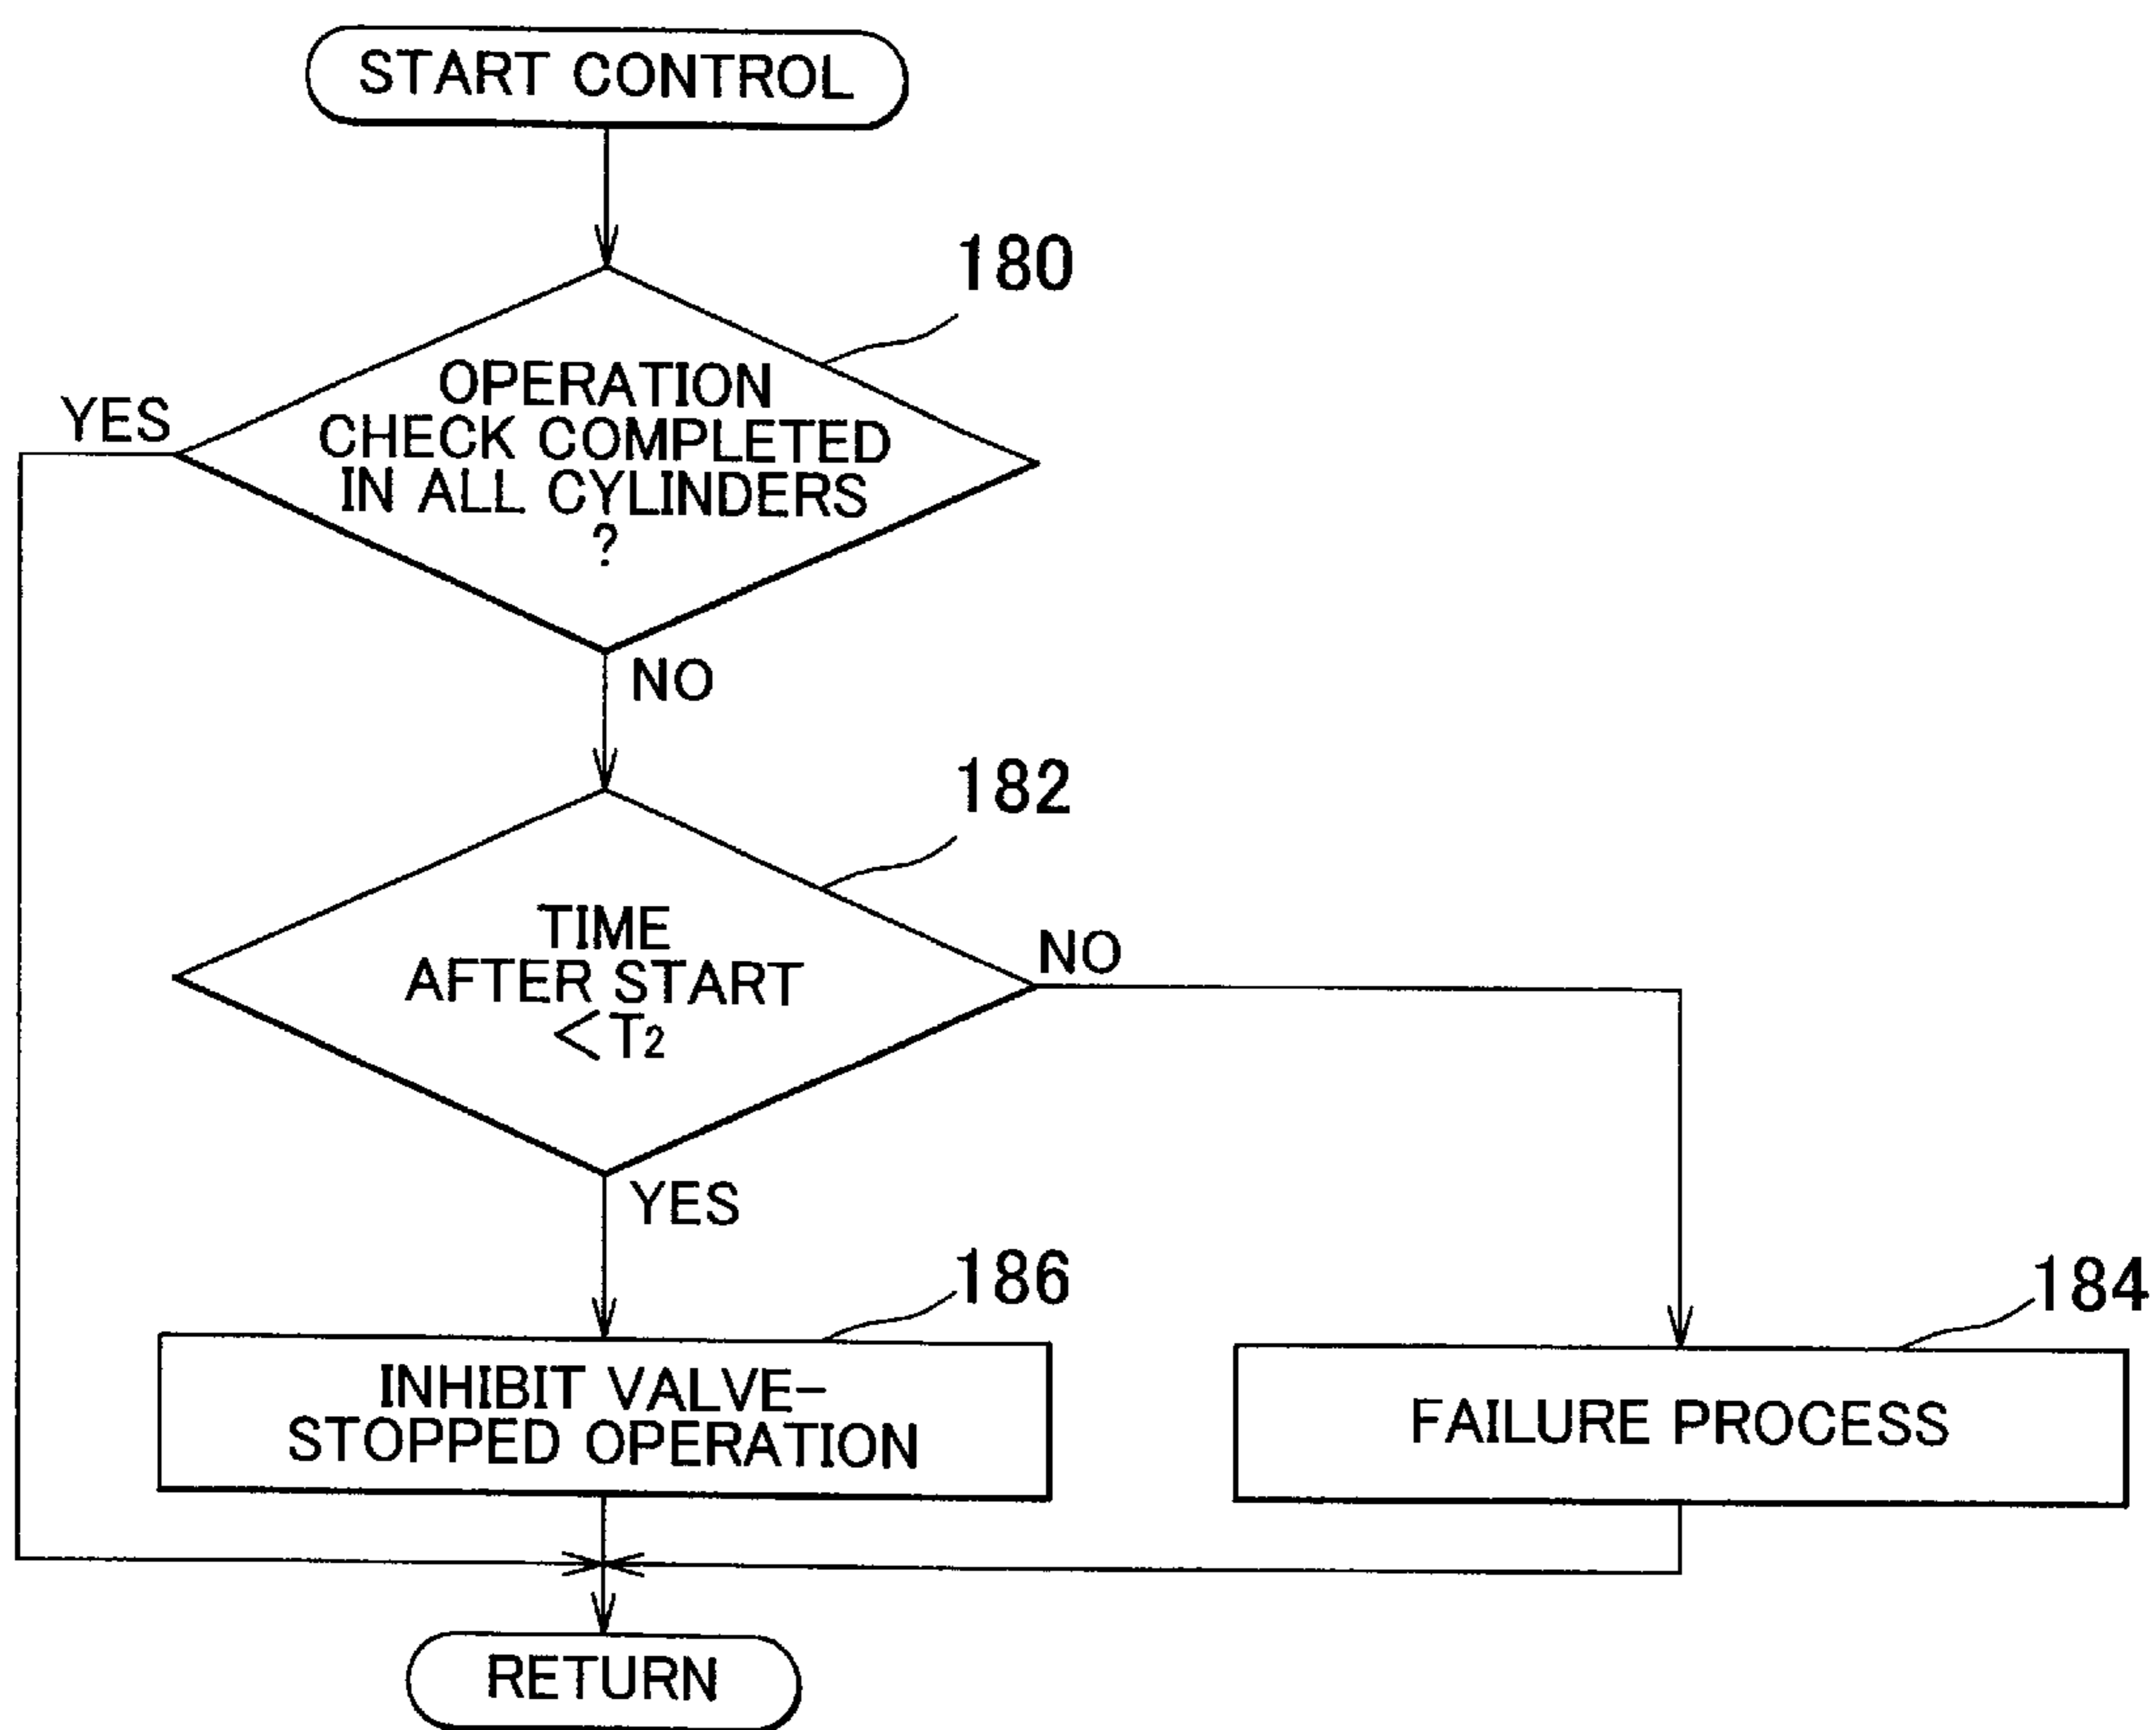 START CONTROL
180
OPERATION
CHECK COMPLETED
IN ALL CYLINDERS
?
YES
NO
182
TIME
AFTER START
<T2
NO
YES
186
184
INHIBIT VALVE-
STOPPED OPERATION
FAILURE PROCESS
RETURN